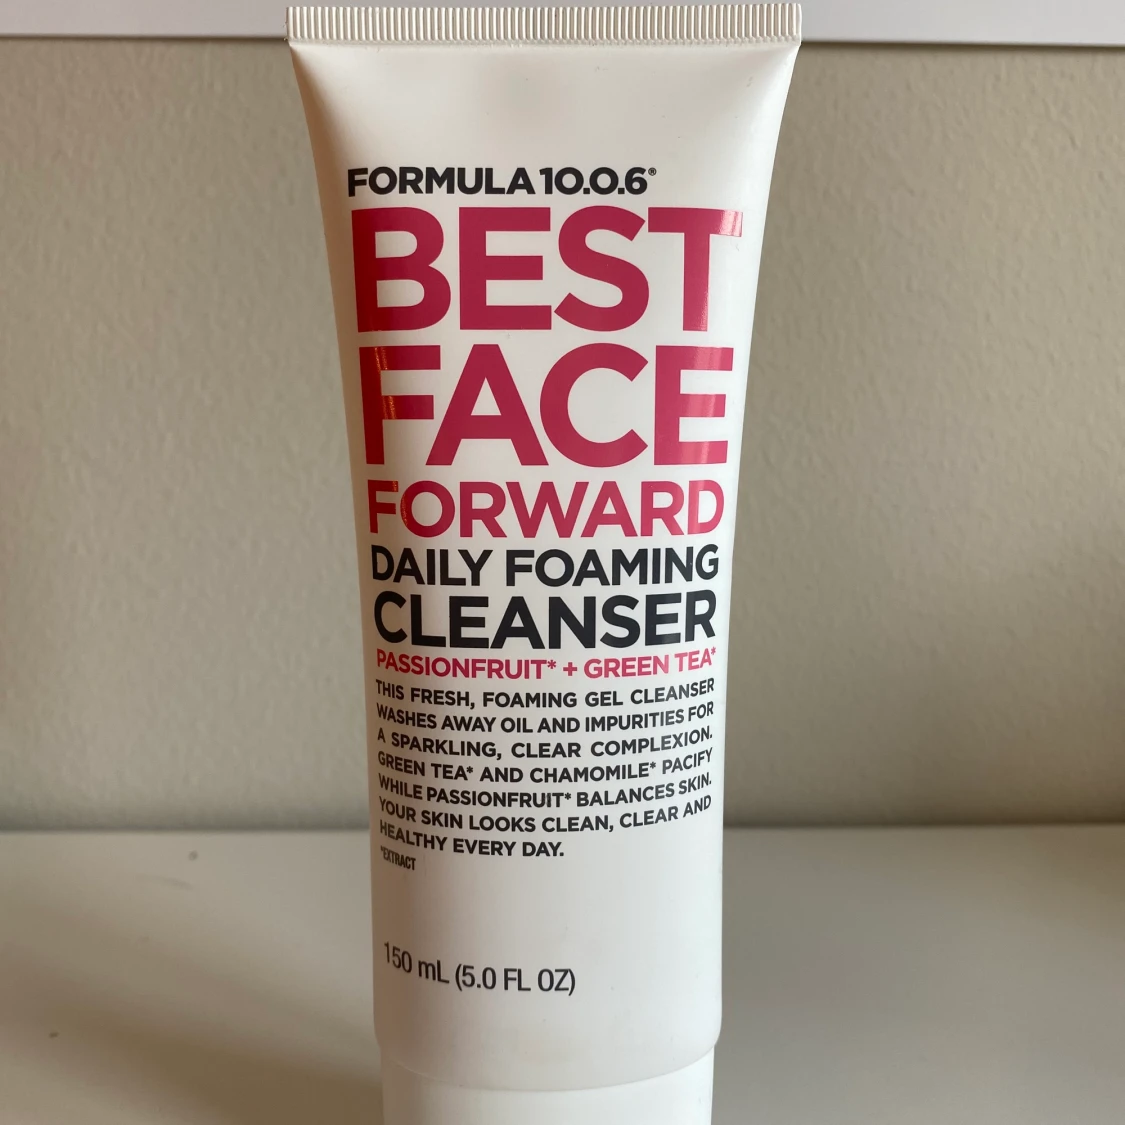 FORMULA 10.0.6®
BEST
FACE
FORWARD
DAILY FOAMING
CLEANSER
PASSIONFRUIT* + GREEN TEA*
THIS FRESH, FOAMING GEL CLEANSER
WASHES AWAY OIL AND IMPURITIES FOR
A SPARKLING, CLEAR COMPLEXION.
GREEN TEA* AND CHAMOMILE* PACIFY
WHILE PASSIONFRUIT* BALANCES SKIN.
YOUR SKIN LOOKS CLEAN, CLEAR AND
HEALTHY EVERY DAY.
*EXTRACT
150 mL (5.0 FL OZ)